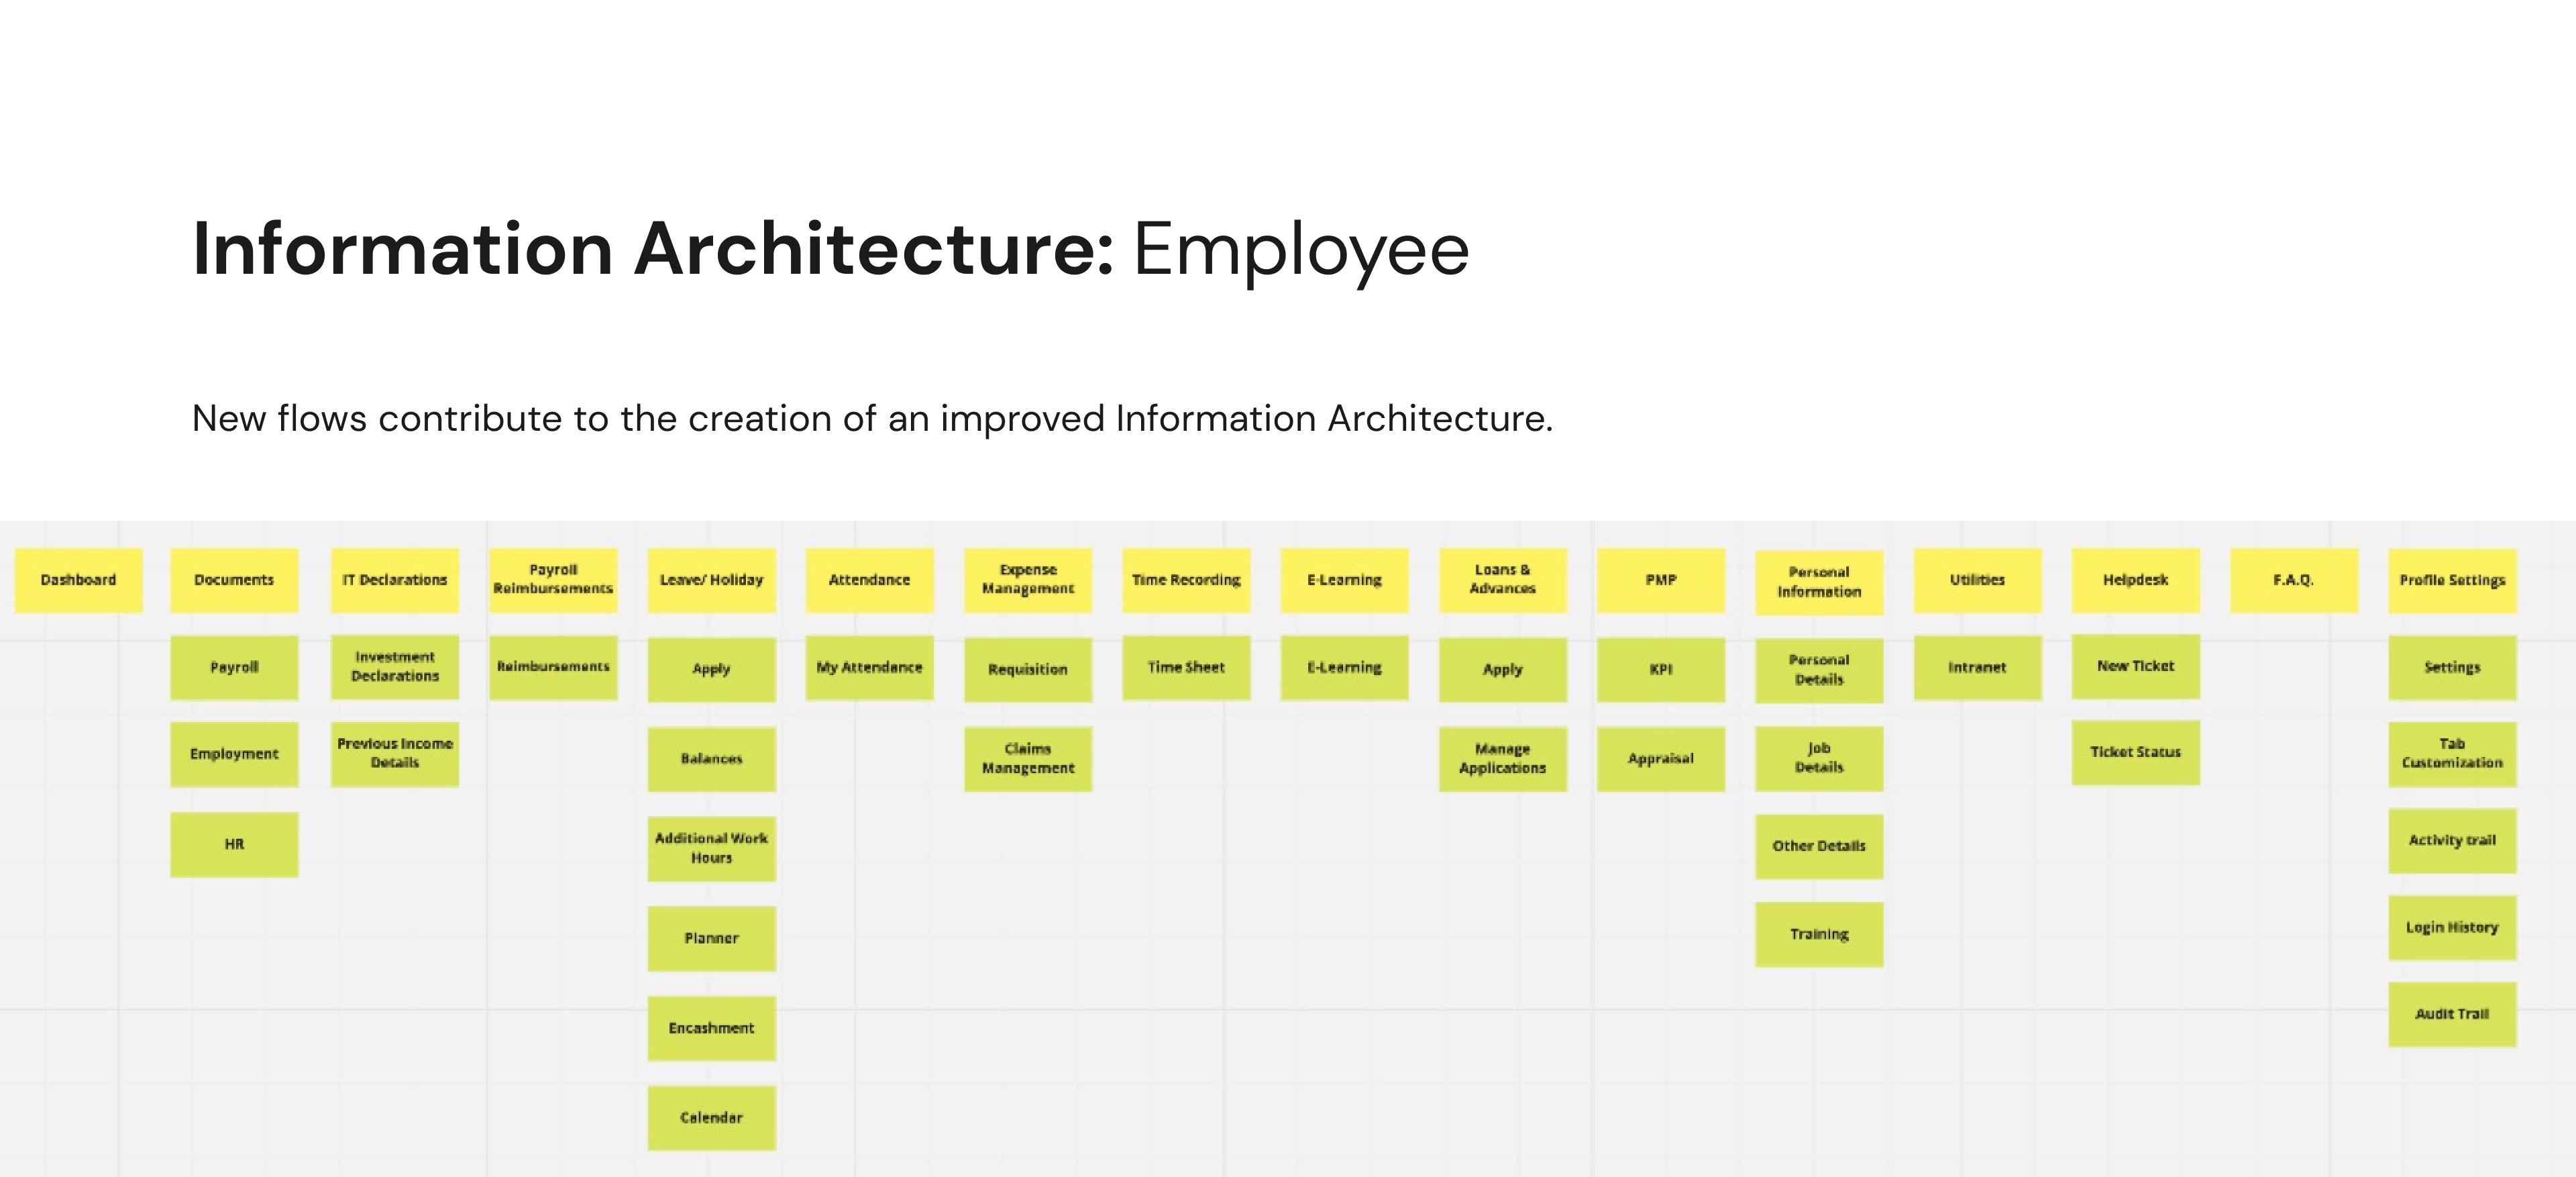 Information Architecture: Employee
New flows contribute to the creation of an improved Information Architecture.
Dashboard
Documents
IT Declarations
Payroll
Reimbursements
Leave/ Holiday
Attendance
Expense
Management
Time Recording
E-Learning
Loans &
Advances
PMP
Personal
Information
Utilities
Helpdesk
F.A.Q.
Profile Settings
Payroll
Investment
Declarations
Reimbursements
Apply
My Attendance
Requisition
Time Sheet
E-Learning
Apply
KPI
Personal
Details
Intranet
New Ticket
Settings
Employment
Previous Income
Details
Balances
Claims
Management
Manage
Applications
Appraisal
Job
Details
Ticket Status
Tab
Customization
HR
Additional Work
Hours
Other Details
Activity trail
Planner
Training
Login History
Encashment
Audit Trail
Calendar